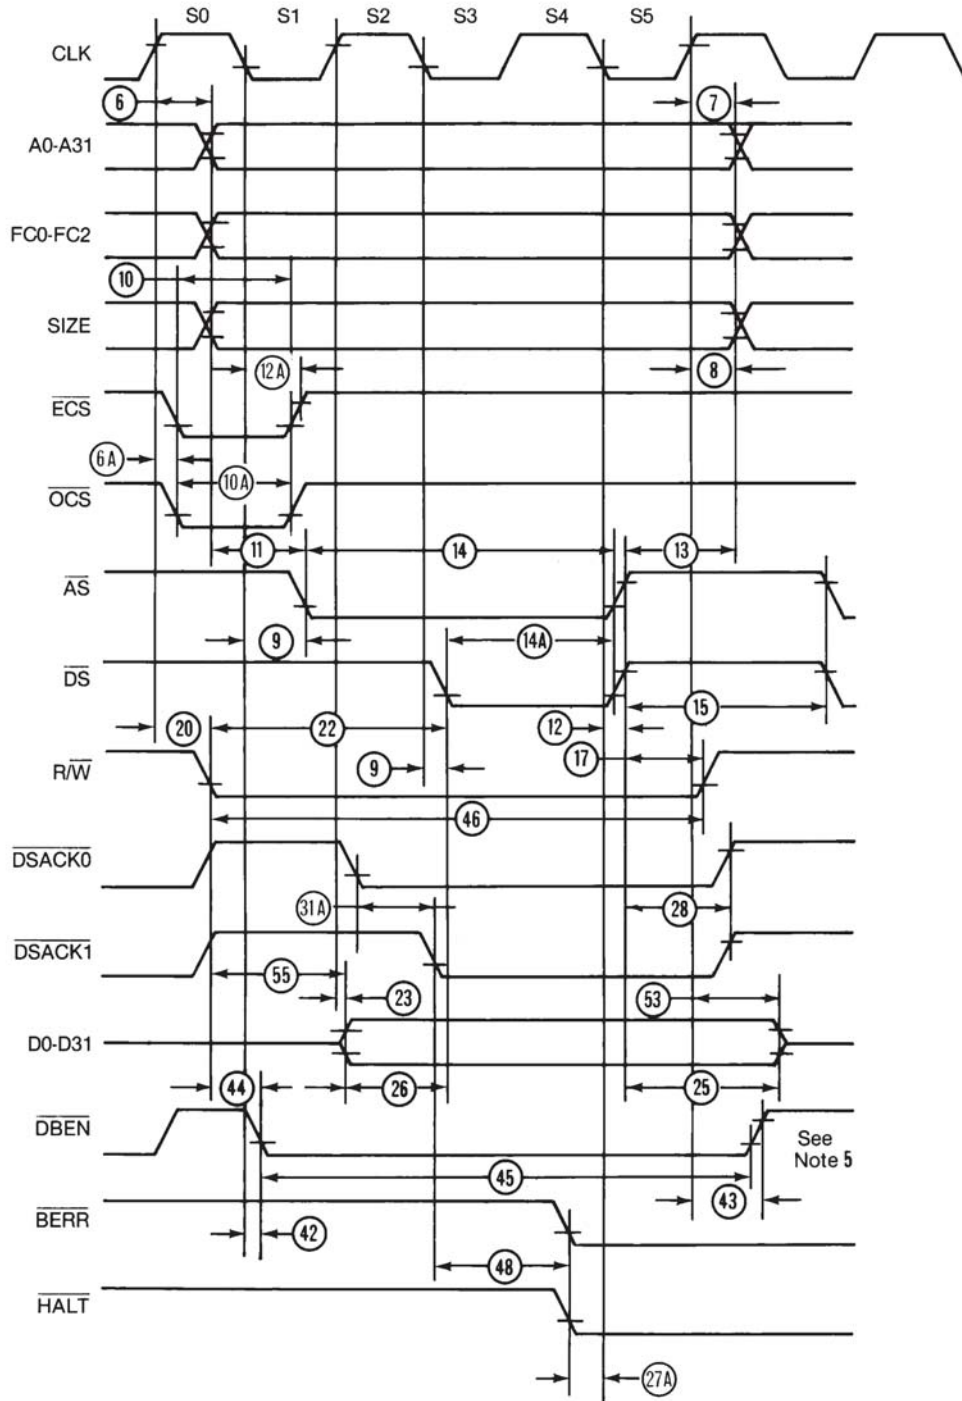 S0 S1 S2 S3 S4 S5
CLK
6 7
A0-A31
FC0-FC2
10
SIZE
12A 8
ECS
6A 10A
OCS
11 14 13
AS
9 14A
DS
15
20 22 12
17
R/W 9
46
DSACK0
31A 28
DSACK1
55 23 53
D0-D31
44 26 25
DBEN
See
Note 5
45
43
BERR
42
48
HALT
27A